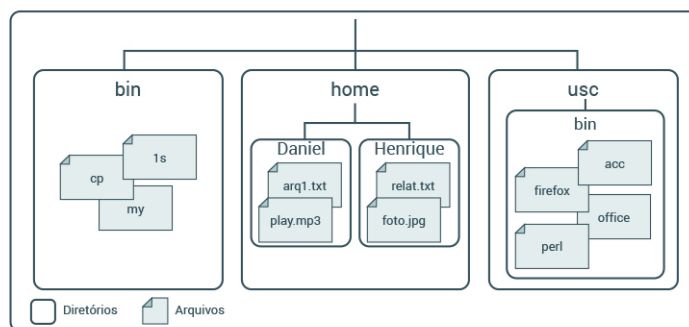 bin
home
usc
1s
cp
my
Daniel
Henrique
arq1.txt
play.mp3
relat.txt
foto.jpg
bin
acc
firefox
office
perl
Diretórios
Arquivos